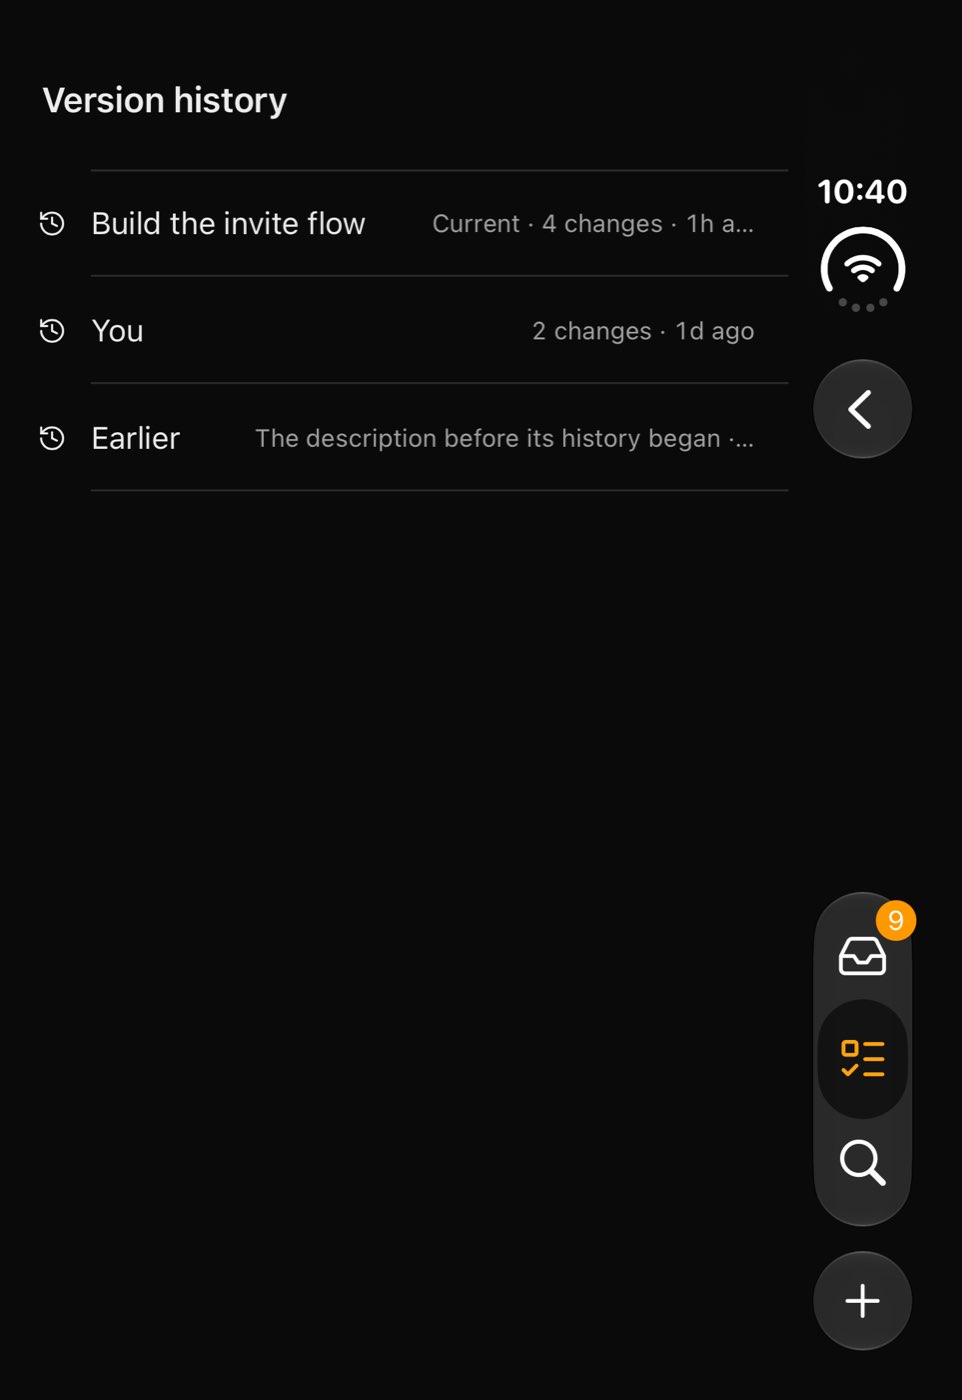 Version history
10:40
Build the invite flow
Current · 4 changes · 1h a...
You
2 changes · 1d ago
Earlier
The description before its history began ·...
9